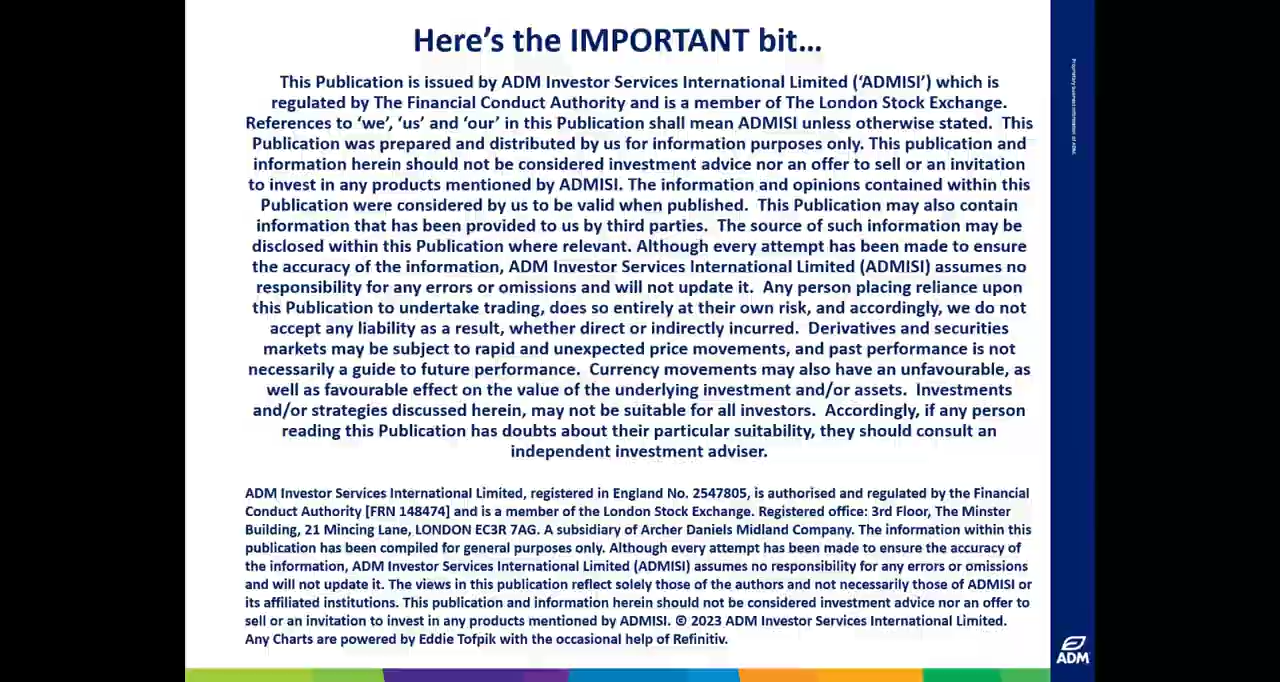 Here’s the IMPORTANT bit…
This Publication is issued by ADM Investor Services International Limited (‘ADMISI’) which is
regulated by The Financial Conduct Authority and is a member of The London Stock Exchange.
References to ‘we’, ‘us’ and ‘our’ in this Publication shall mean ADMISI unless otherwise stated.  This
Publication was prepared and distributed by us for information purposes only. This publication and
information herein should not be considered investment advice nor an offer to sell or an invitation
to invest in any products mentioned by ADMISI. The information and opinions contained within this
Publication were considered by us to be valid when published.  This Publication may also contain
information that has been provided to us by third parties.  The source of such information may be
disclosed within this Publication where relevant. Although every attempt has been made to ensure
the accuracy of the information, ADM Investor Services International Limited (ADMISI) assumes no
responsibility for any errors or omissions and will not update it.  Any person placing reliance upon
this Publication to undertake trading, does so entirely at their own risk, and accordingly, we do not
accept any liability as a result, whether direct or indirectly incurred.  Derivatives and securities
markets may be subject to rapid and unexpected price movements, and past performance is not
necessarily a guide to future performance.  Currency movements may also have an unfavourable, as
well as favourable effect on the value of the underlying investment and/or assets.  Investments
and/or strategies discussed herein, may not be suitable for all investors.  Accordingly, if any person
reading this Publication has doubts about their particular suitability, they should consult an
independent investment adviser.
ADM Investor Services International Limited, registered in England No. 2547805, is authorised and regulated by the Financial
Conduct Authority [FRN 148474] and is a member of the London Stock Exchange. Registered office: 3rd Floor, The Minster
Building, 21 Mincing Lane, LONDON EC3R 7AG. A subsidiary of Archer Daniels Midland Company. The information within this
publication has been compiled for general purposes only. Although every attempt has been made to ensure the accuracy of
the information, ADM Investor Services International Limited (ADMISI) assumes no responsibility for any errors or omissions
and will not update it. The views in this publication reflect solely those of the authors and not necessarily those of ADMISI or
its affiliated institutions. This publication and information herein should not be considered investment advice nor an offer to
sell or an invitation to invest in any products mentioned by ADMISI. © 2023 ADM Investor Services International Limited.
Any Charts are powered by Eddie Tofpik with the occasional help of Refinitiv.
Proprietary business information of ADM.
ADM